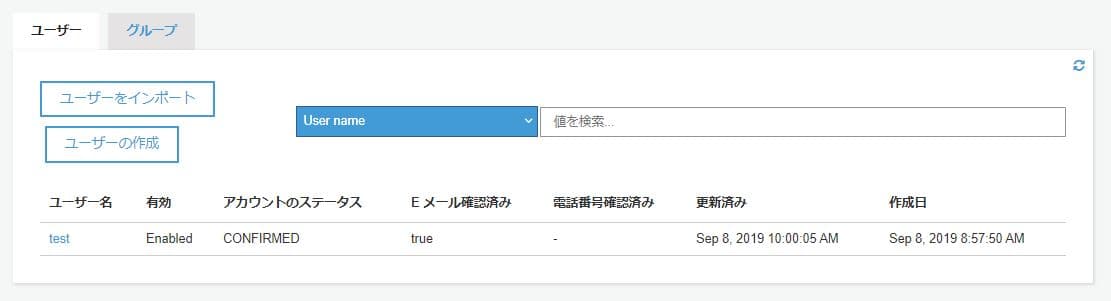 ユーザー グループ
ユーザーをインポート
User name 値を検索...
ユーザーの作成
ユーザー名 有効 アカウントのステータス E メール確認済み 電話番号確認済み 更新済み 作成日
test Enabled CONFIRMED true - Sep 8, 2019 10:00:05 AM Sep 8, 2019 8:57:50 AM